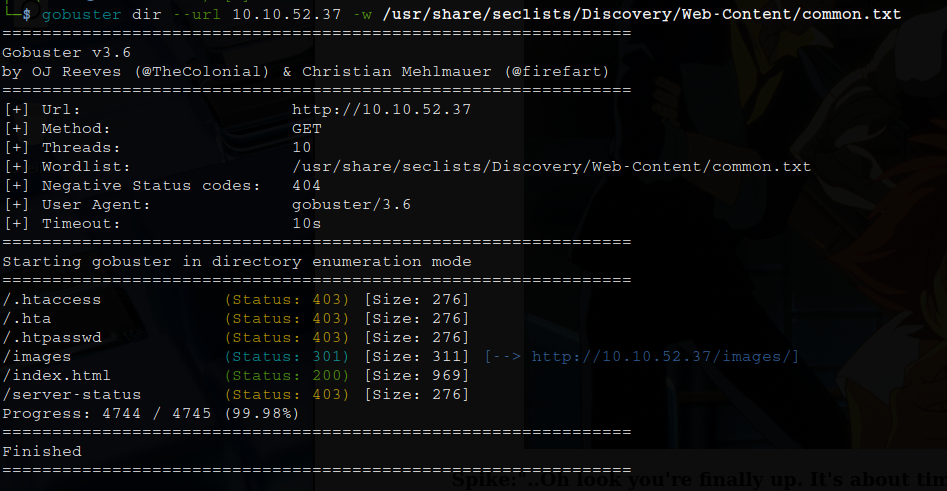 $ gobuster dir --url 10.10.52.37 -w /usr/share/seclists/Discovery/Web-Content/common.txt
===============================================================
Gobuster v3.6
by OJ Reeves (@TheColonial) & Christian Mehlmauer (@firefart)
===============================================================
[+] Url: http://10.10.52.37
[+] Method: GET
[+] Threads: 10
[+] Wordlist: /usr/share/seclists/Discovery/Web-Content/common.txt
[+] Negative Status codes: 404
[+] User Agent: gobuster/3.6
[+] Timeout: 10s
===============================================================
Starting gobuster in directory enumeration mode
===============================================================
/.htaccess (Status: 403) [Size: 276]
/.hta (Status: 403) [Size: 276]
/.htpasswd (Status: 403) [Size: 276]
/images (Status: 301) [Size: 311] [--> http://10.10.52.37/images/]
/index.html (Status: 200) [Size: 969]
/server-status (Status: 403) [Size: 276]
Progress: 4744 / 4745 (99.98%)
===============================================================
Finished
===============================================================
Spike:"..Oh look you're finally up. It's about